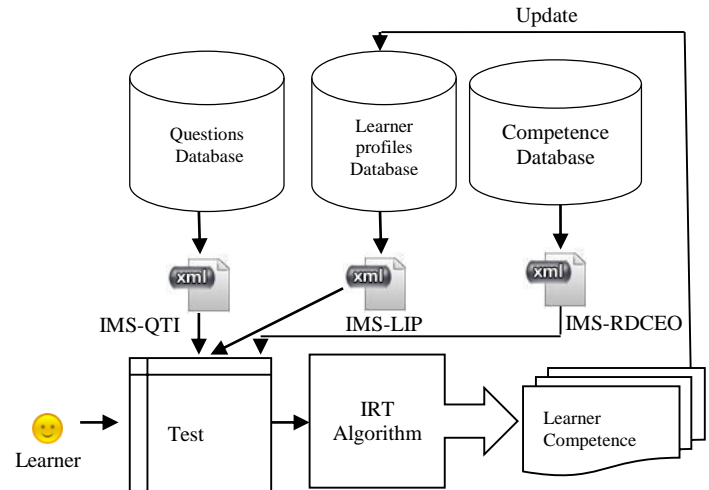 Update
Questions
Database
Learner
profiles
Database
Competence
Database
xml
xml
xml
IMS-QTI
IMS-LIP
IMS-RDCEO
Learner
Test
IRT
Algorithm
Learner
Competence